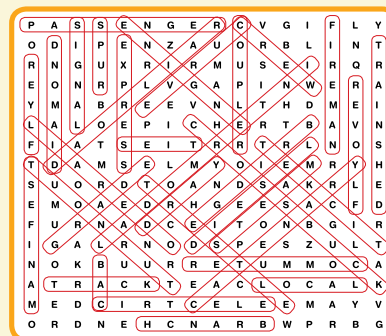 P A S S E N G E R C V G I F L Y
O D I P E N Z A U O R B L I N T
R N G U X R I R M U S E I R Q R
E O N R P L V G A P I N W E R A
Y M A B R E E V N L T H D M E I
L A L O E P I C H E R T B A V N
F I A T S E I T R R T R L N O S
T D A M S E L M Y O I E M R Y H
S U O R D T O A N D S A K R L E
E M O A E D R H G E E S A C F D
F U R N A D C E I T O N B G I R
I G A L R N O D S P E S Z U L T
N O K B U U R R E T U M M O C A
A T R A C K T E A C L O C A L K
M E D C I R T C E L E E M A Y V
O R D N E H C N A R B W P R B G